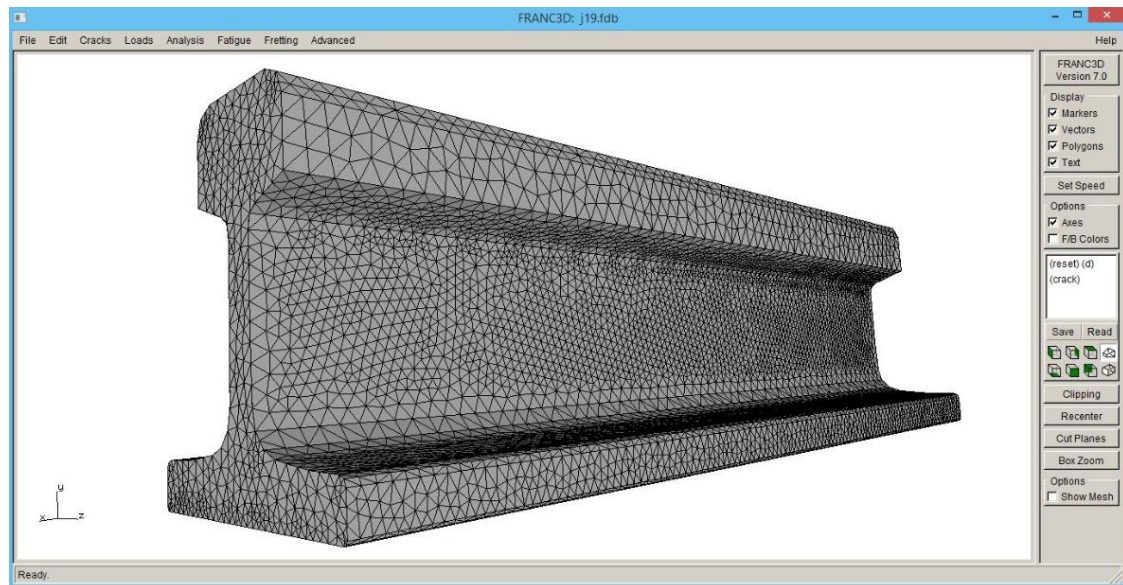 FRANC3D: j19.fdb
File Edit Cracks Loads Analysis Fatigue Fretting Advanced Help
FRANC3D
Version 7.0
Display
Markers
Vectors
Polygons
Text
Set Speed
Options
Axes
F/B Colors
(reset) (d)
(crack)
Save Read
Clipping
Recenter
Cut Planes
Box Zoom
Options
Show Mesh
y
x z
Ready.